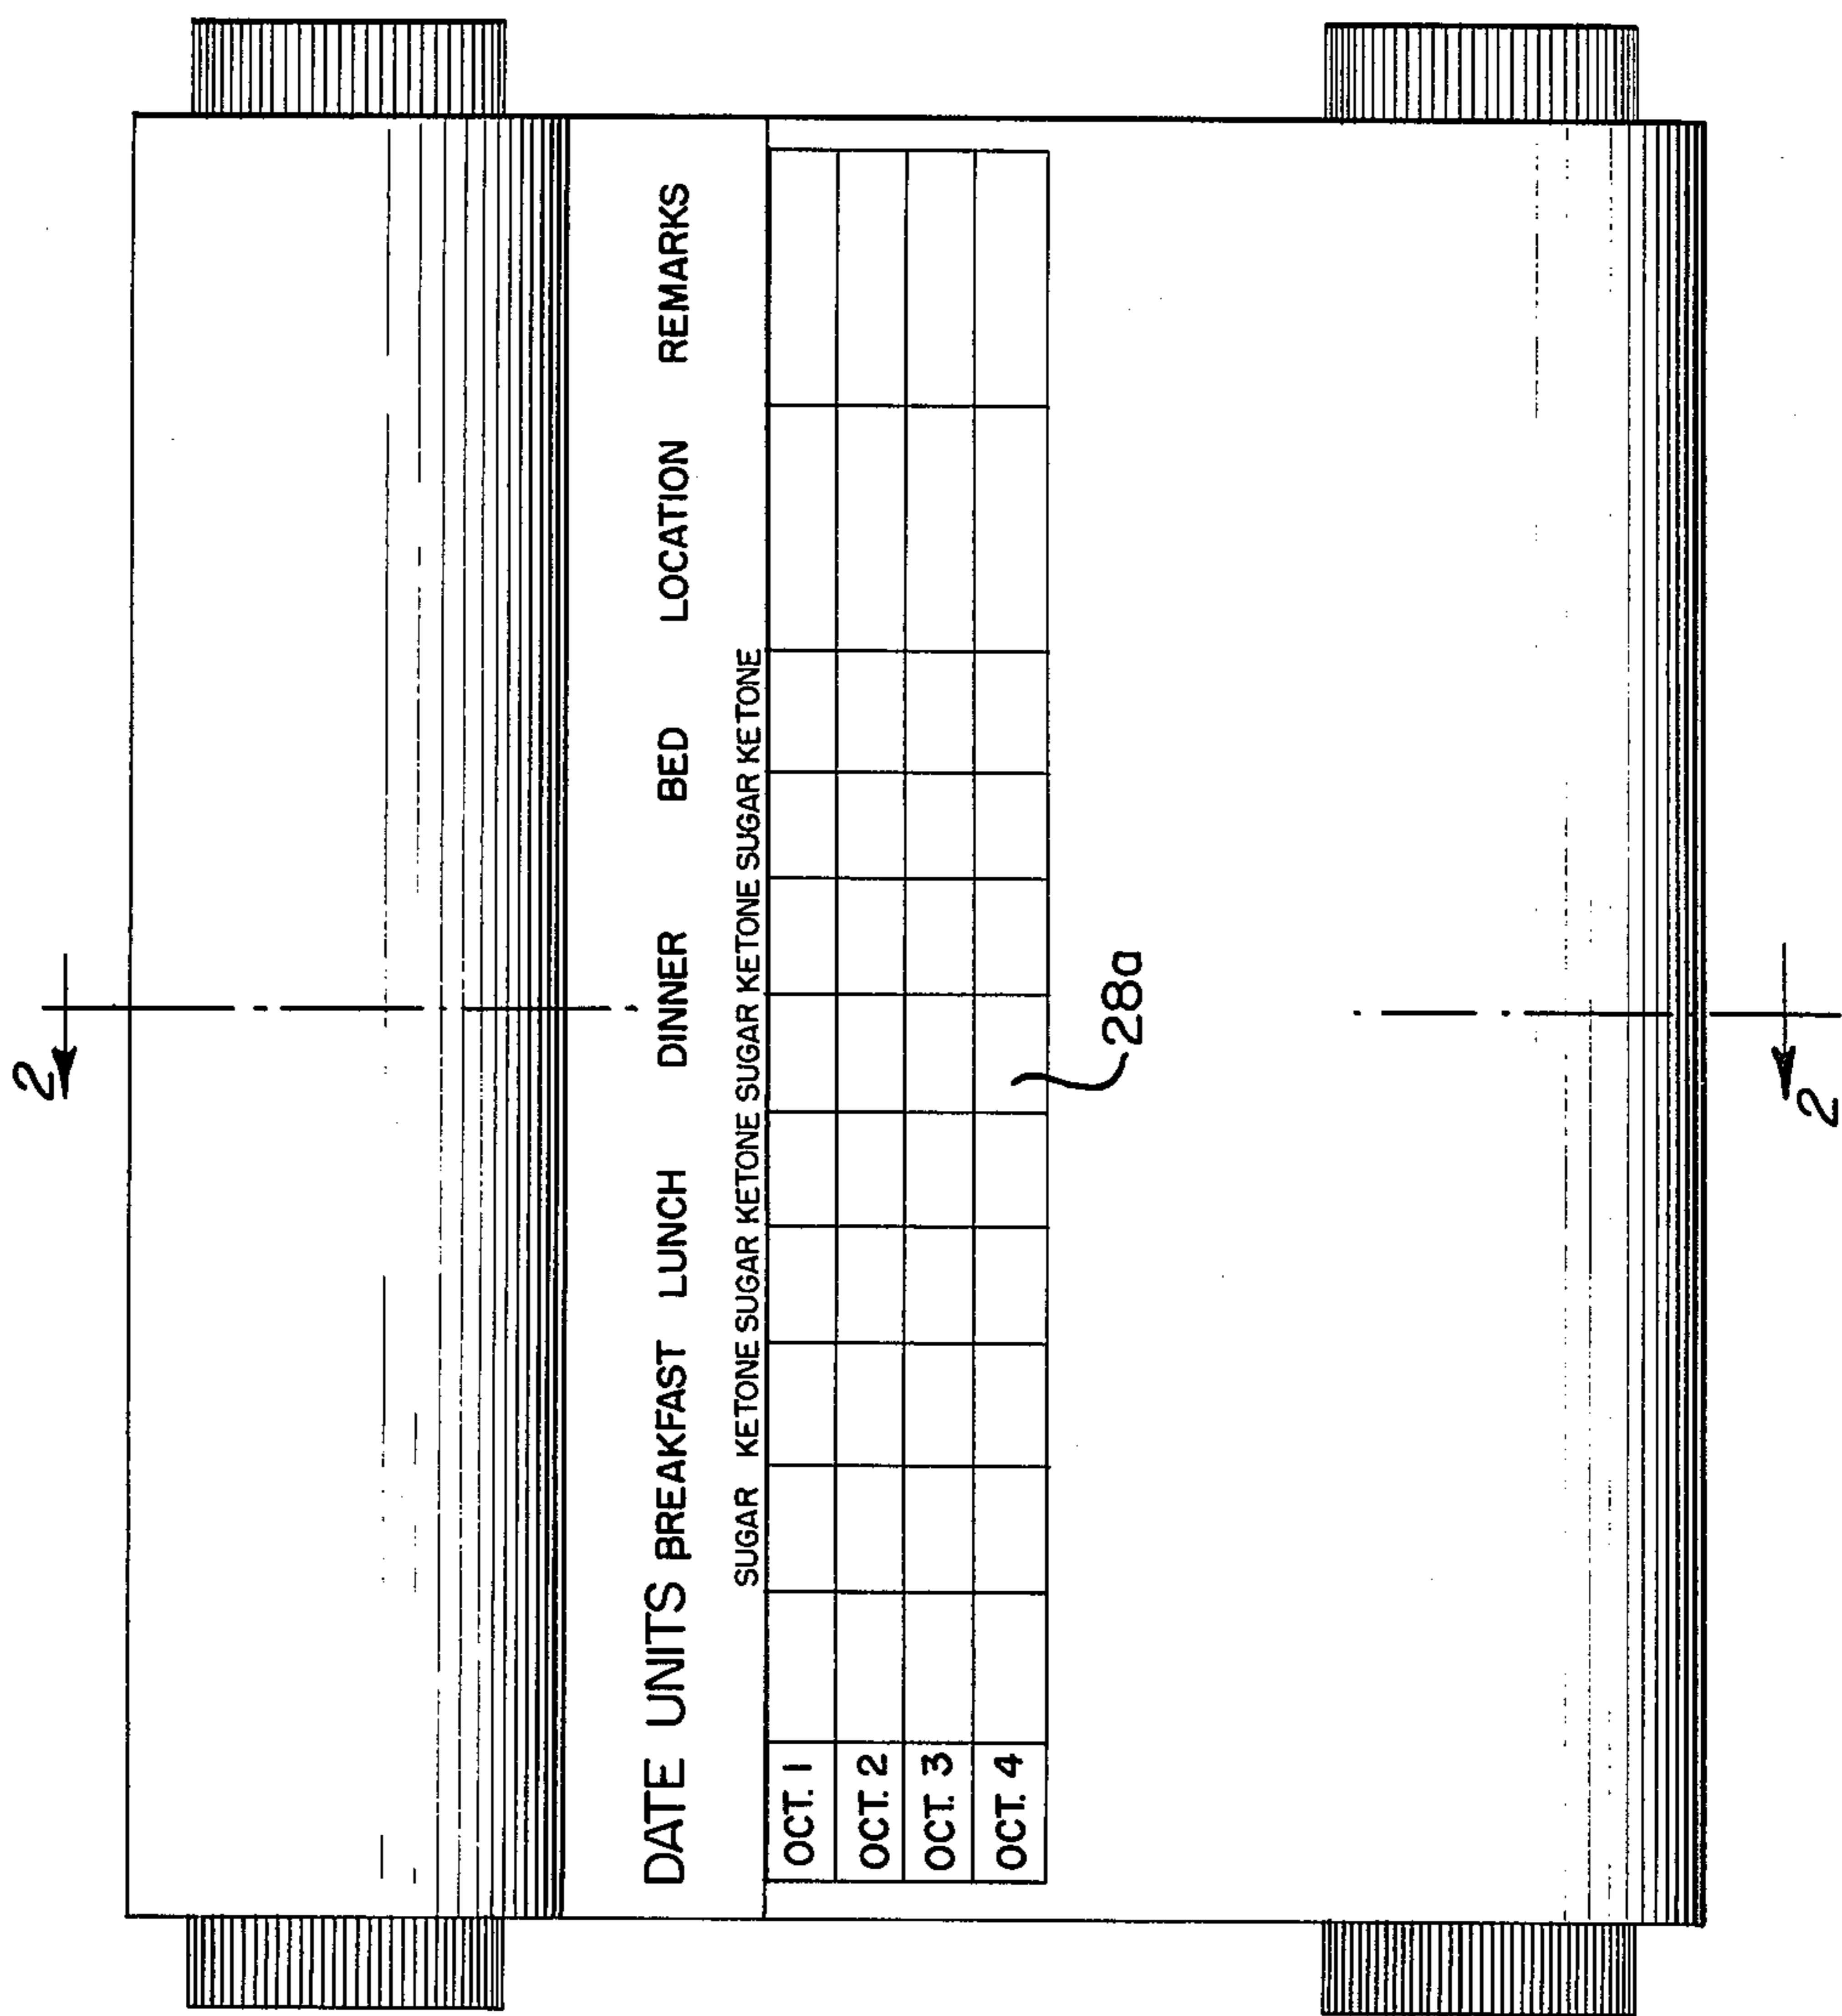 DATE UNITS BREAKFAST LUNCH DINNER BED LOCATION REMARKS
SUGAR KETONE SUGAR KETONE SUGAR KETONE SUGAR KETONE
OCT. 1
OCT. 2
OCT. 3
OCT. 4
28a
2
2